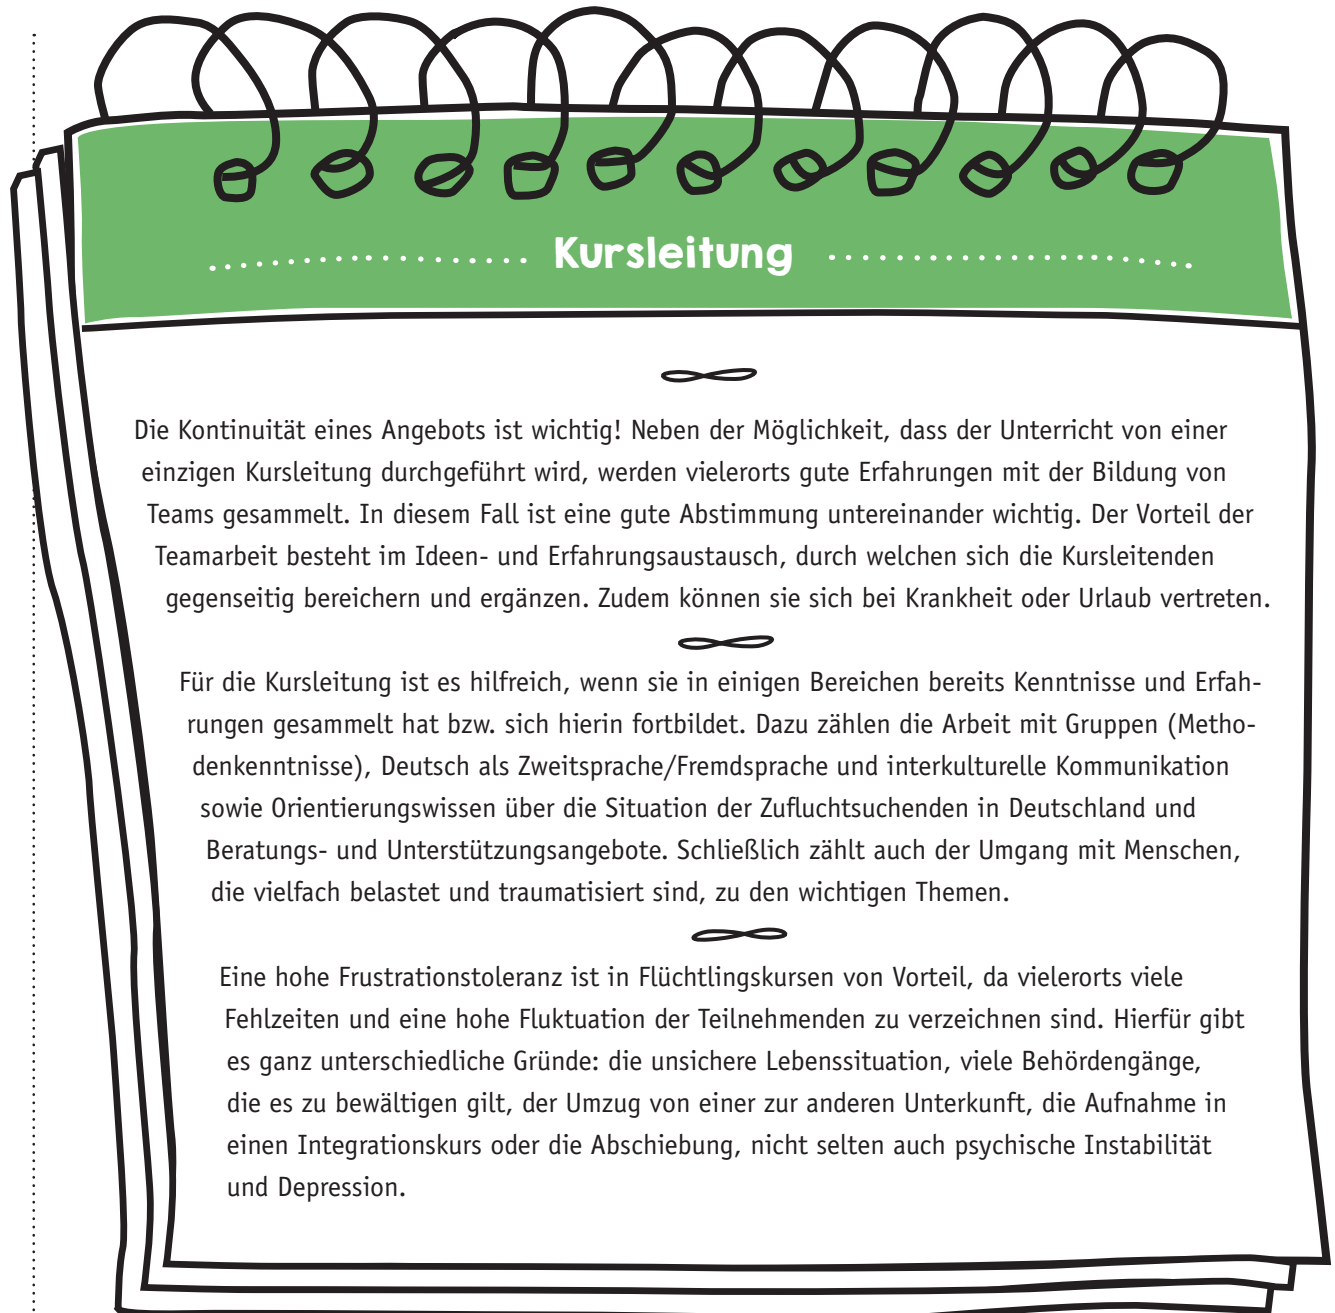 Kursleitung
Die Kontinuität eines Angebots ist wichtig! Neben der Möglichkeit, dass der Unterricht von einer
einzigen Kursleitung durchgeführt wird, werden vielerorts gute Erfahrungen mit der Bildung von
Teams gesammelt. In diesem Fall ist eine gute Abstimmung untereinander wichtig. Der Vorteil der
Teamarbeit besteht im Ideen- und Erfahrungsaustausch, durch welchen sich die Kursleitenden
gegenseitig bereichern und ergänzen. Zudem können sie sich bei Krankheit oder Urlaub vertreten.
Für die Kursleitung ist es hilfreich, wenn sie in einigen Bereichen bereits Kenntnisse und Erfah-
rungen gesammelt hat bzw. sich hierin fortbildet. Dazu zählen die Arbeit mit Gruppen (Metho-
denkenntnisse), Deutsch als Zweitsprache/Fremdsprache und interkulturelle Kommunikation
sowie Orientierungswissen über die Situation der Zufluchtsuchenden in Deutschland und
Beratungs- und Unterstützungsangebote. Schließlich zählt auch der Umgang mit Menschen,
die vielfach belastet und traumatisiert sind, zu den wichtigen Themen.
Eine hohe Frustrationstoleranz ist in Flüchtlingskursen von Vorteil, da vielerorts viele
Fehlzeiten und eine hohe Fluktuation der Teilnehmenden zu verzeichnen sind. Hierfür gibt
es ganz unterschiedliche Gründe: die unsichere Lebenssituation, viele Behördengänge,
die es zu bewältigen gilt, der Umzug von einer zur anderen Unterkunft, die Aufnahme in
einen Integrationskurs oder die Abschiebung, nicht selten auch psychische Instabilität
und Depression.